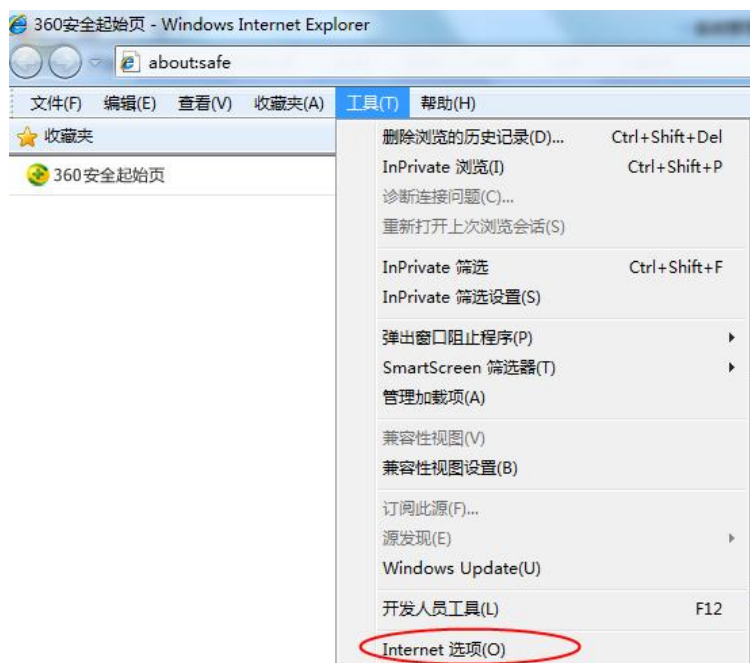 360安全起始页 - Windows Internet Explorer
about:safe
文件(F) 编辑(E) 查看(V) 收藏夹(A) 工具(T) 帮助(H)
收藏夹
360安全起始页
删除浏览的历史记录(D)... Ctrl+Shift+Del
InPrivate 浏览(I) Ctrl+Shift+P
诊断连接问题(C)...
重新打开上次浏览会话(S)
InPrivate 筛选 Ctrl+Shift+F
InPrivate 筛选设置(S)
弹出窗口阻止程序(P)
SmartScreen 筛选器(T)
管理加载项(A)
兼容性视图(V)
兼容性视图设置(B)
订阅此源(F)...
源发现(E)
Windows Update(U)
开发人员工具(L) F12
Internet 选项(O)